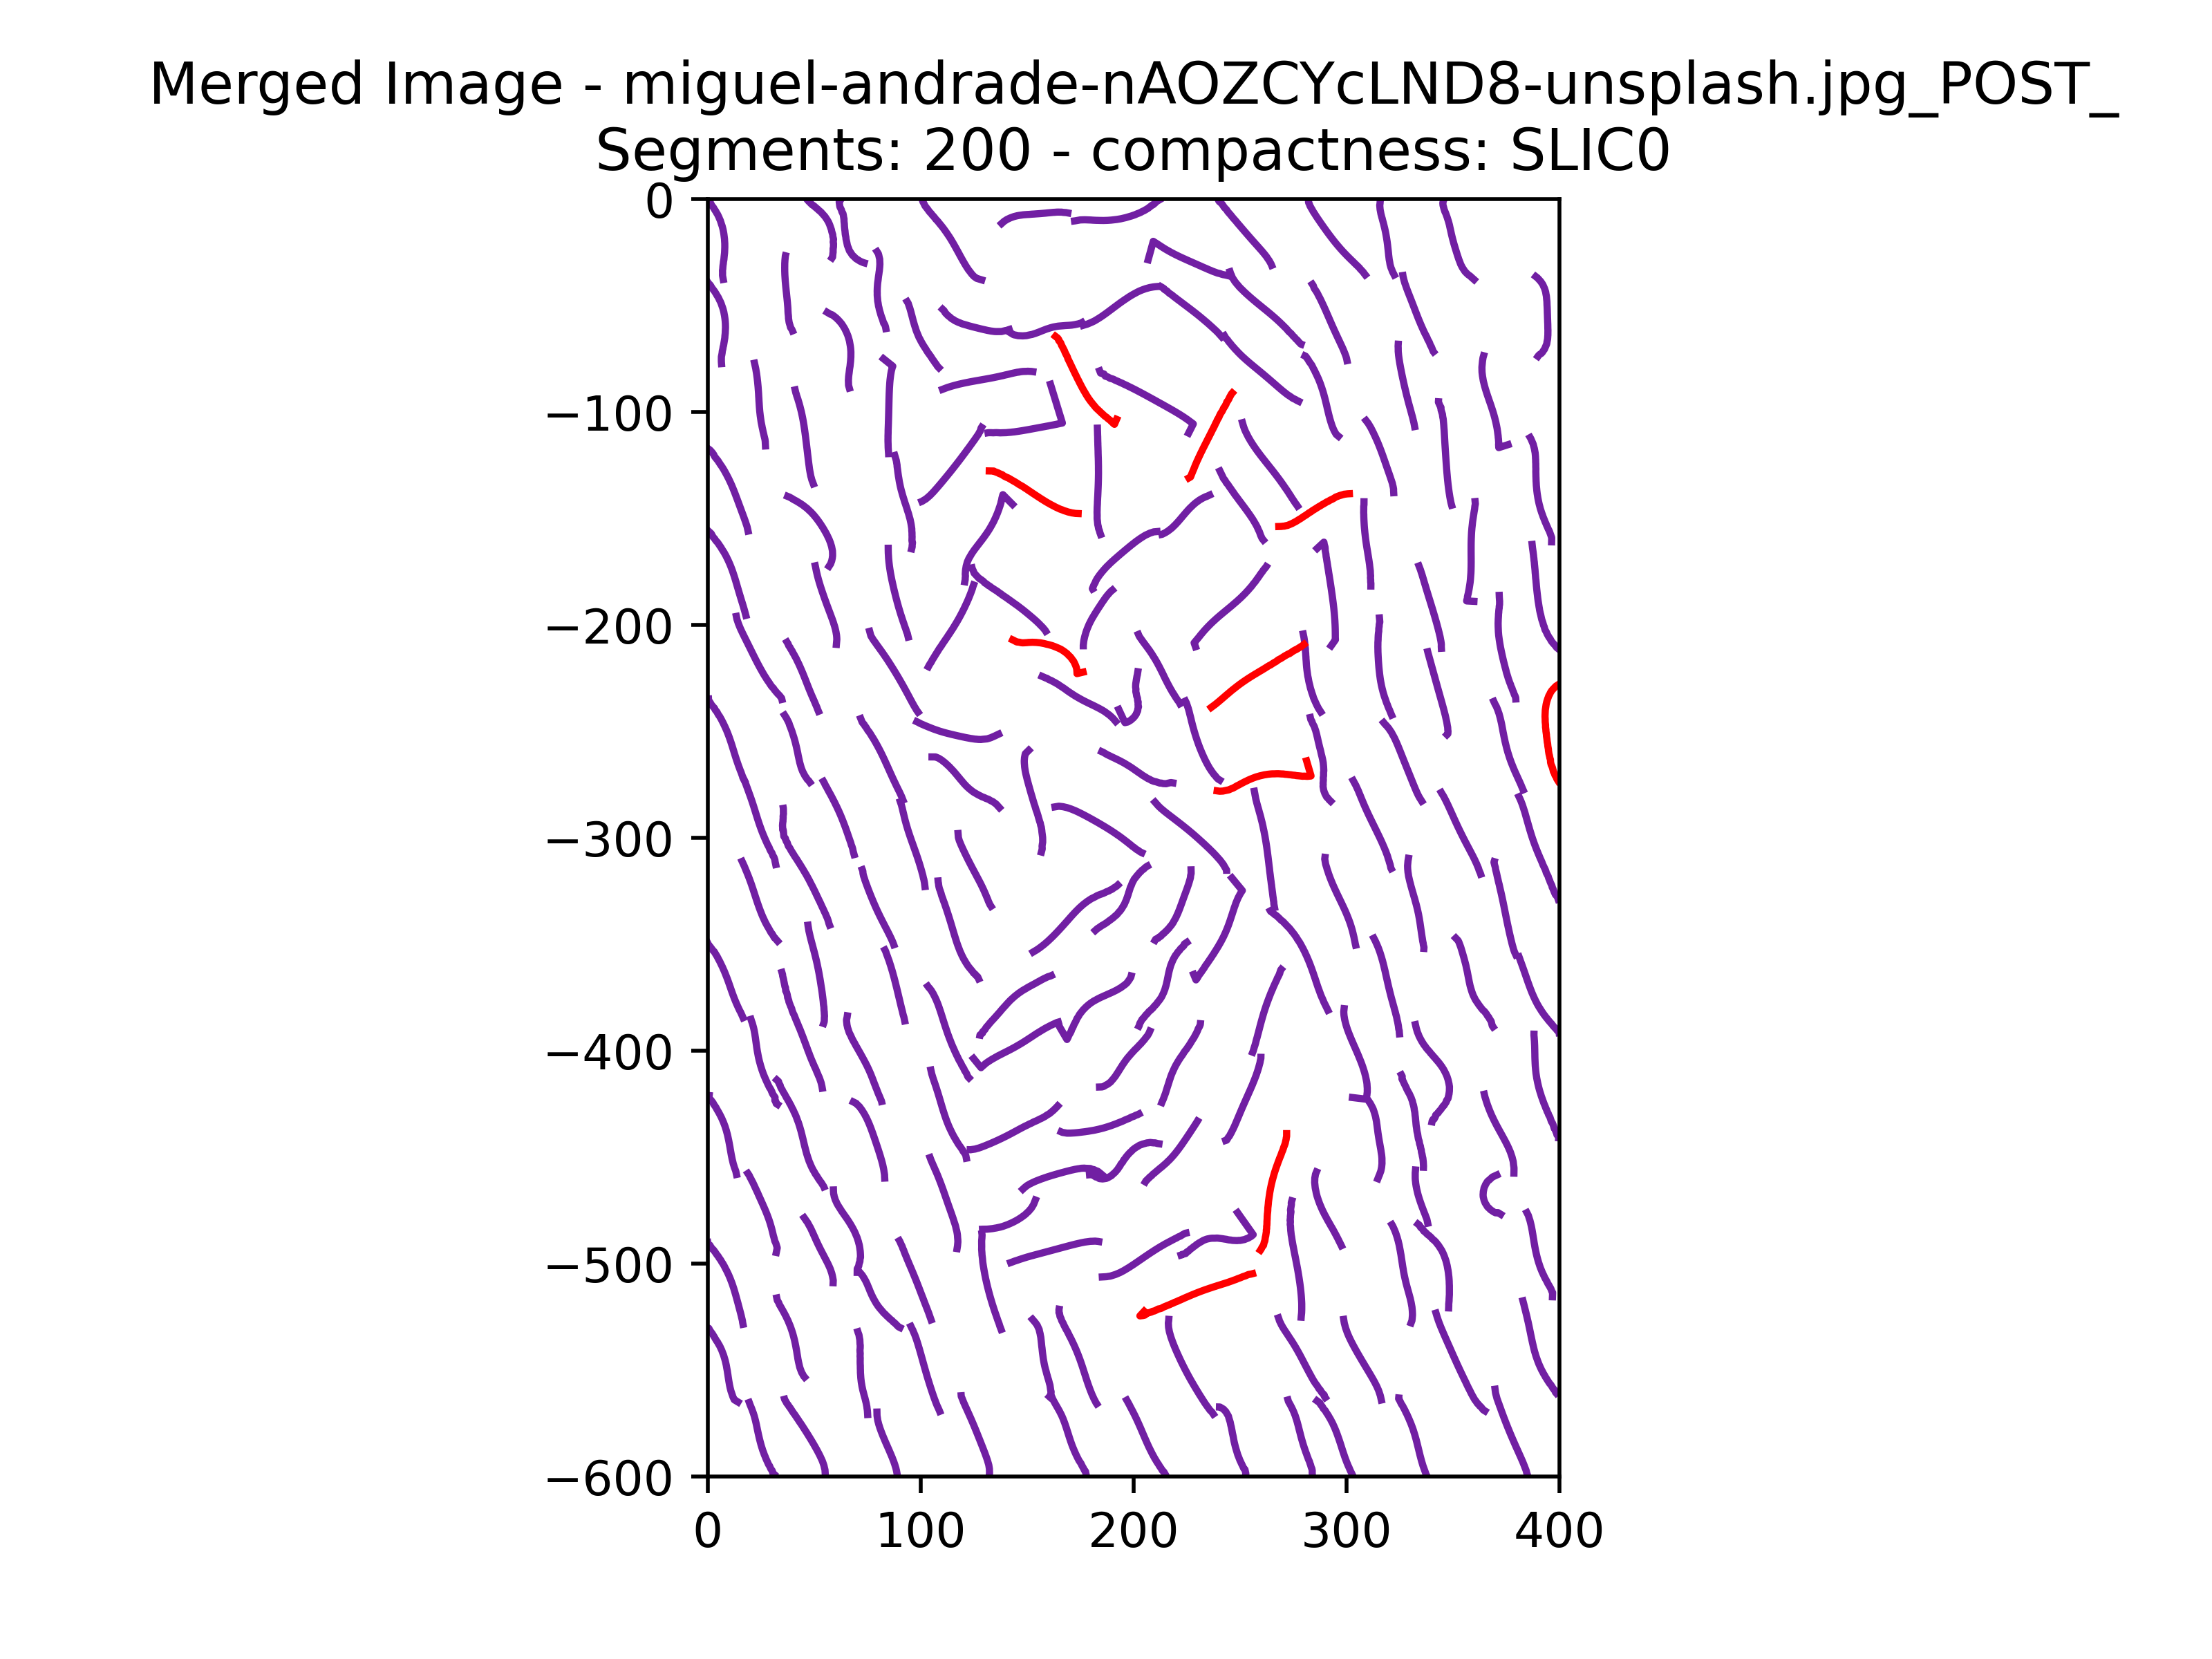 Merged Image - miguel-andrade-nAOZCYcLND8-unsplash.jpg_POST_
Segments: 200 - compactness: SLIC0
0
−100
−200
−300
−400
−500
−600
0 100 200 300 400